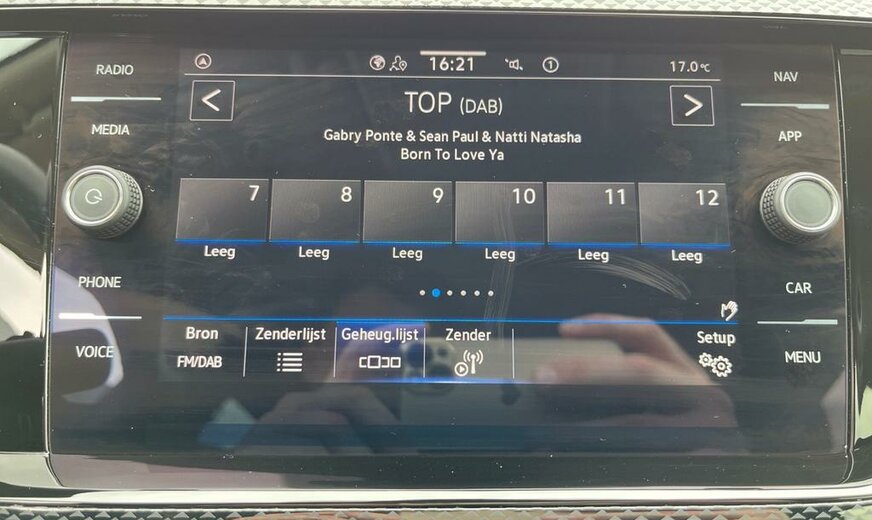 RADIO
MEDIA
PHONE
VOICE
16:21
1
17.0°C
TOP (DAB)
Gabry Ponte & Sean Paul & Natti Natasha
Born To Love Ya
7 8 9 10 11 12
Leeg Leeg Leeg Leeg Leeg Leeg
Bron Zenderlijst Geheug.lijst Zender Setup
FM/DAB
NAV
APP
CAR
MENU